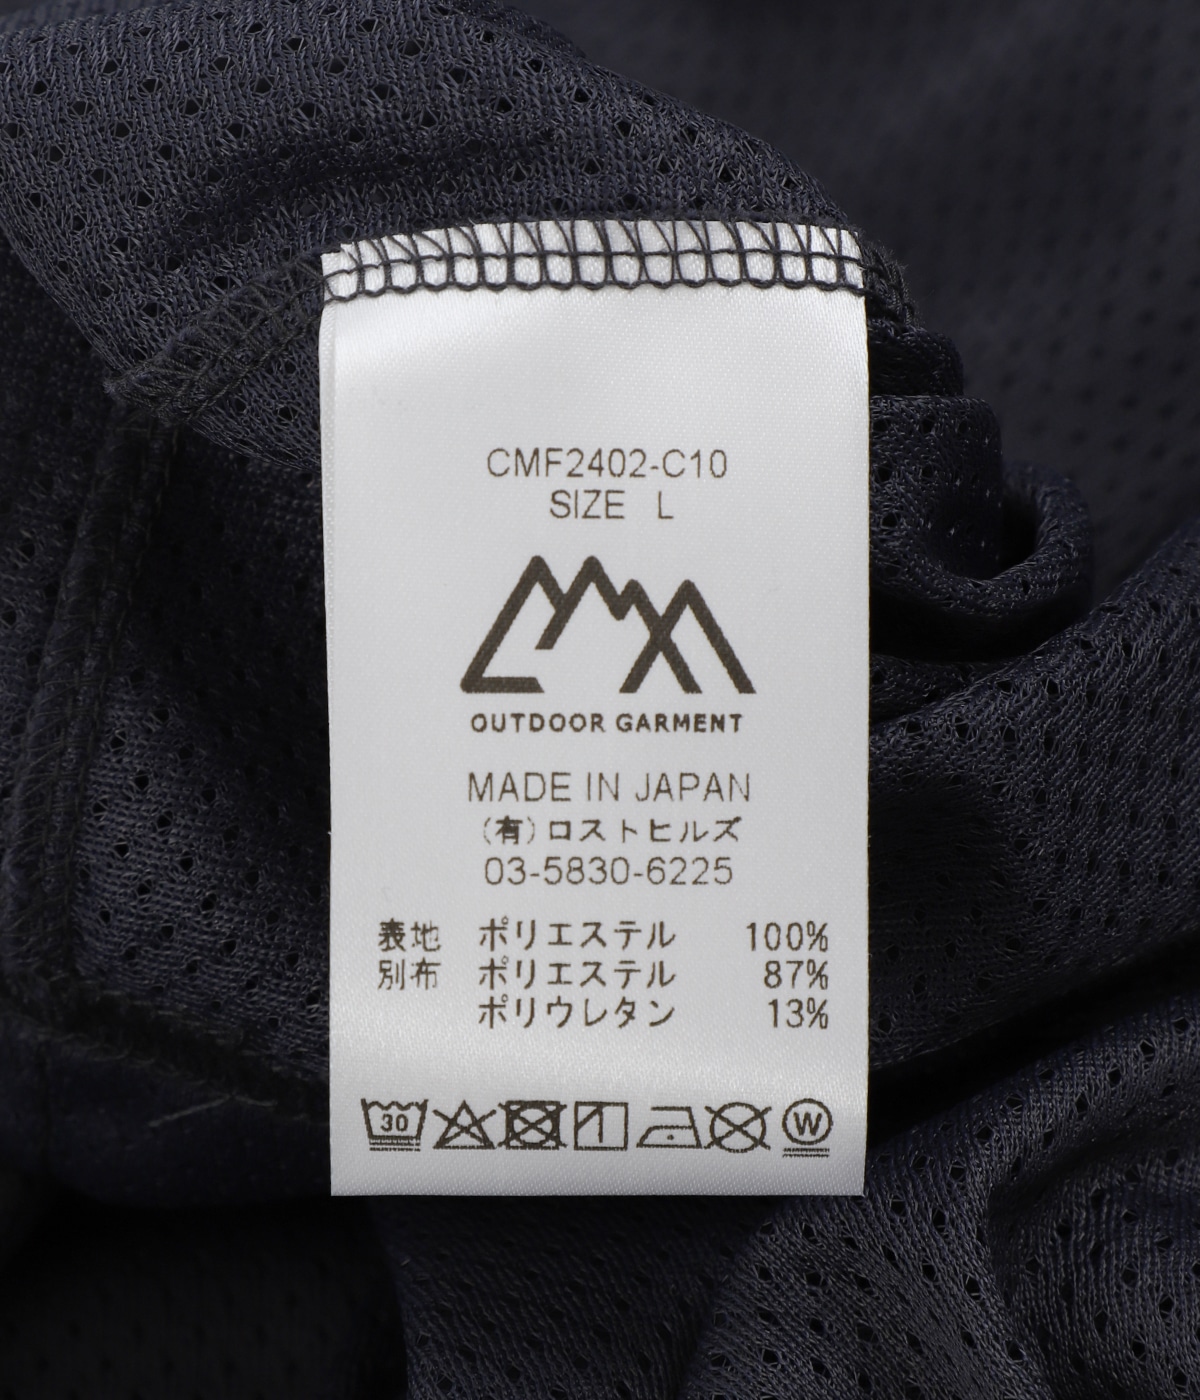 CMF2402-C10
SIZE L
OUTDOOR GARMENT
MADE IN JAPAN
(有)ロストヒルズ
03-5830-6225
表地 ポリエステル 100%
別布 ポリエステル 87%
ポリウレタン 13%
30 W